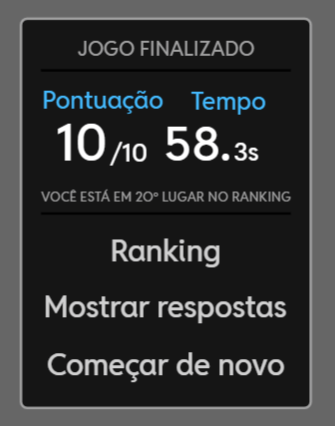 JOGO FINALIZADO
Pontuação Tempo
10/10 58.3s
VOCÊ ESTÁ EM 20º LUGAR NO RANKING
Ranking
Mostrar respostas
Começar de novo